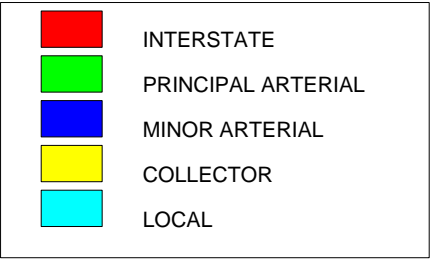 INTERSTATE
PRINCIPAL ARTERIAL
MINOR ARTERIAL
COLLECTOR
LOCAL